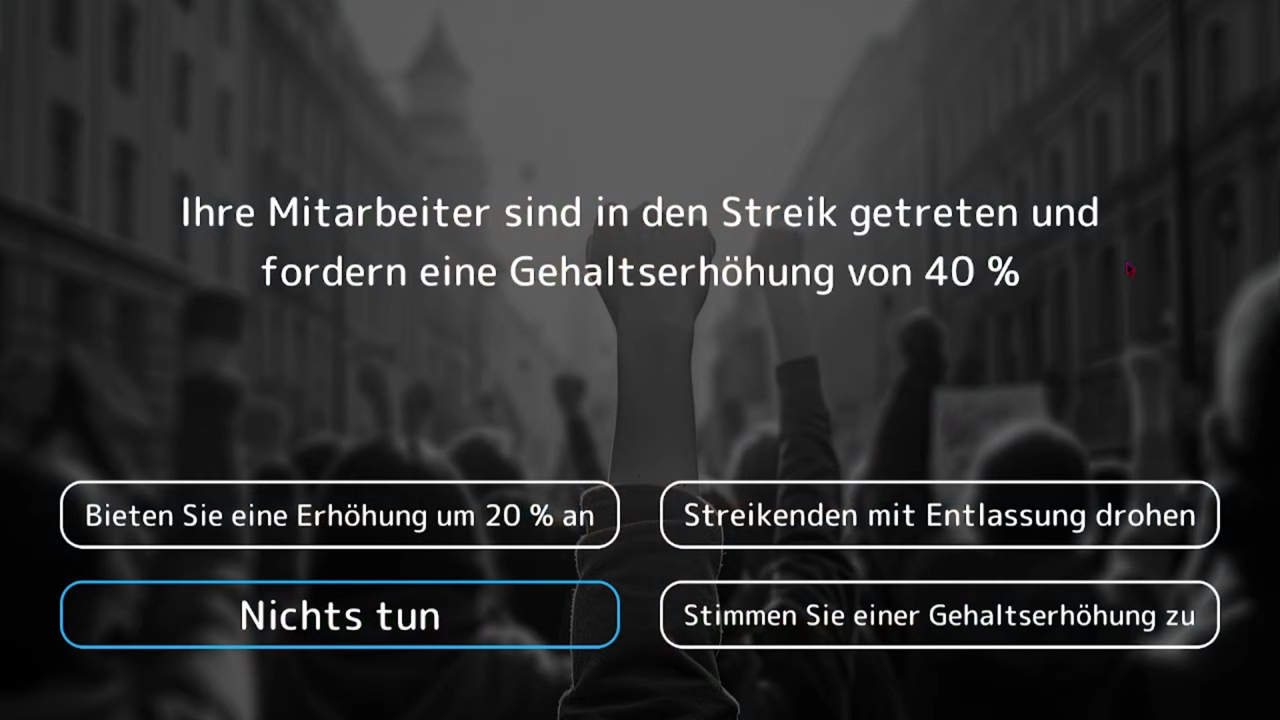 Ihre Mitarbeiter sind in den Streik getreten und
fordern eine Gehaltserhöhung von 40 %
Bieten Sie eine Erhöhung um 20 % an
Streikenden mit Entlassung drohen
Nichts tun
Stimmen Sie einer Gehaltserhöhung zu